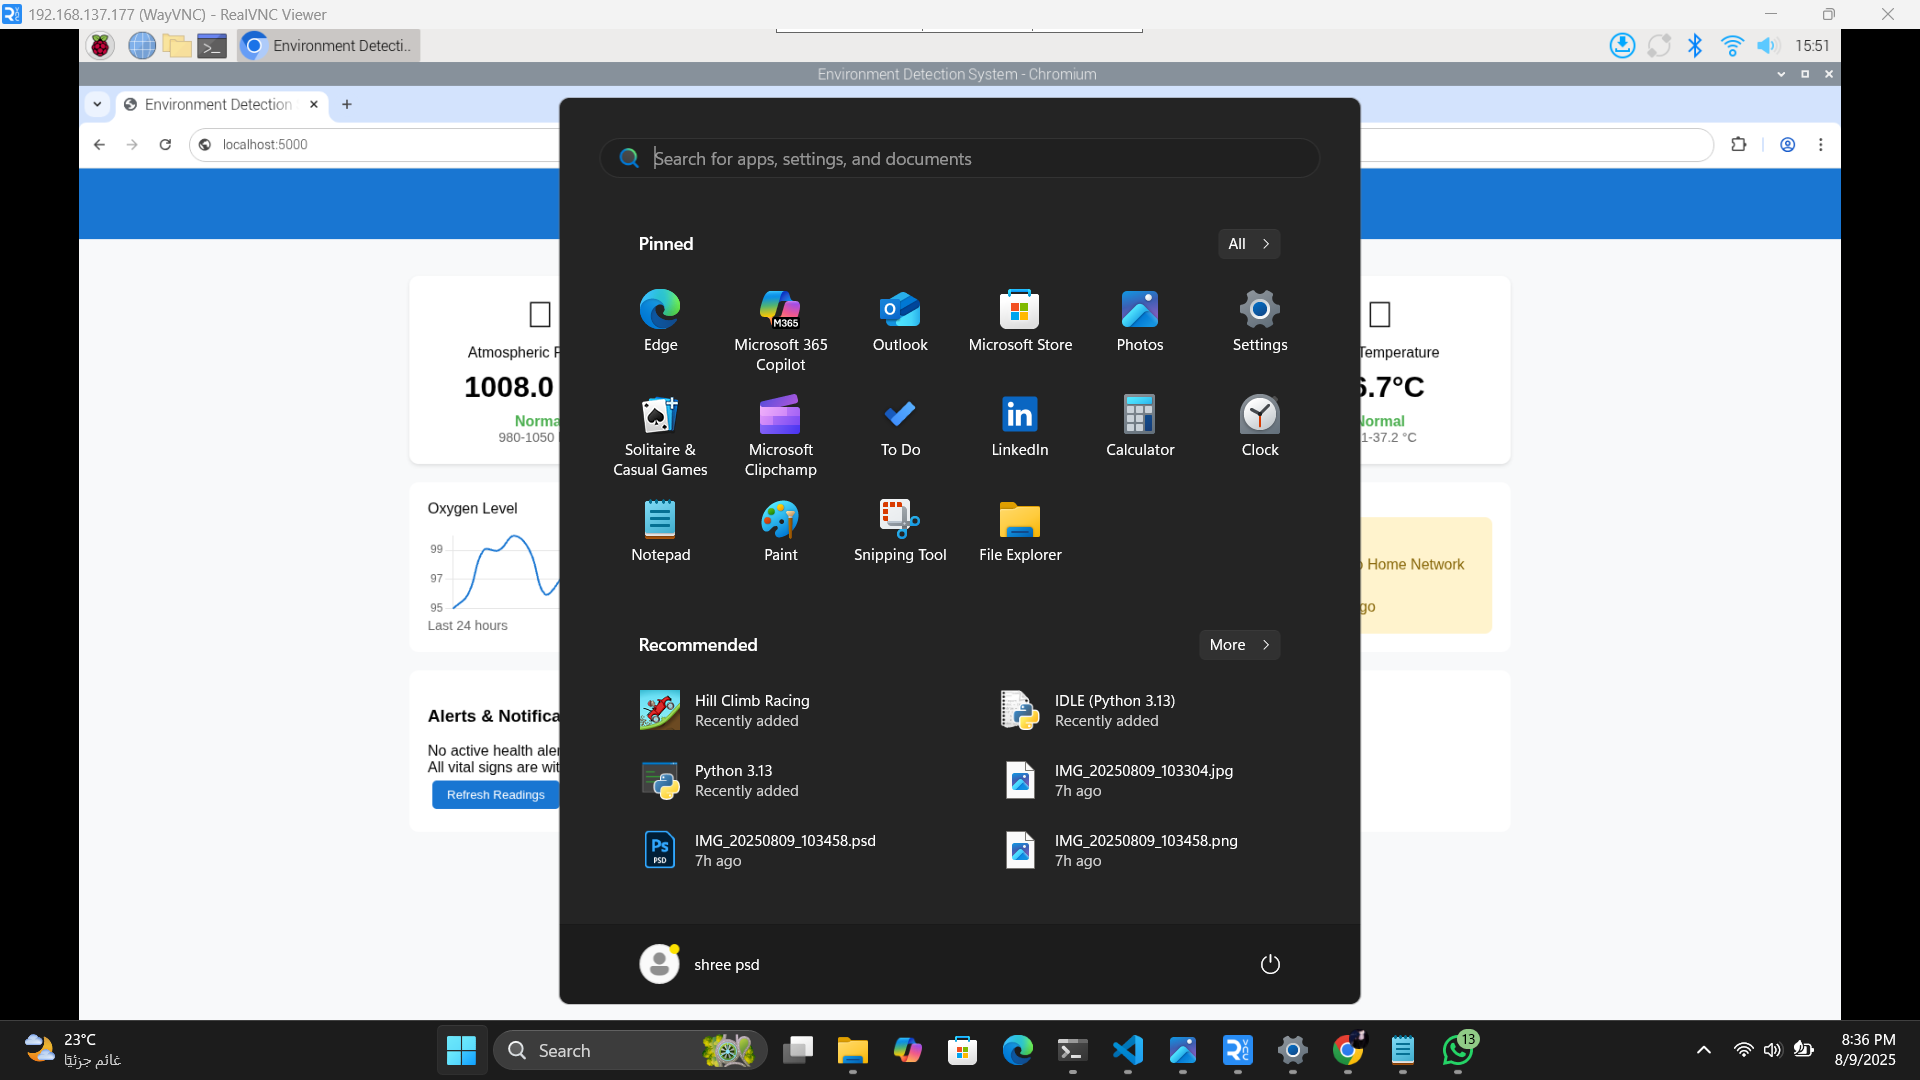 192.168.137.177 (WayVNC) - RealVNC Viewer
Environment Detecti..
15:51
Environment Detection System - Chromium
Environment Detection
localhost:5000
Search for apps, settings, and documents
Pinned
All
Edge
Microsoft 365
Copilot
M365
Outlook
Microsoft Store
Photos
Settings
Solitaire &
Casual Games
Microsoft
Clipchamp
To Do
LinkedIn
Calculator
Clock
Notepad
Paint
Snipping Tool
File Explorer
Recommended
More
Hill Climb Racing
Recently added
IDLE (Python 3.13)
Recently added
Python 3.13
Recently added
IMG_20250809_103304.jpg
7h ago
Ps
PSD
IMG_20250809_103458.psd
7h ago
IMG_20250809_103458.png
7h ago
shree psd
Atmospheric
1008.0
980-1050
Temperature
.7°C
1-37.2 °C
Oxygen Level
99
97
95
Last 24 hours
Home Network
Alerts & Notifica
No active health aler
All vital signs are wit
Refresh Readings
23°C
غائم جزئيًا
Search
13
8:36 PM
8/9/2025